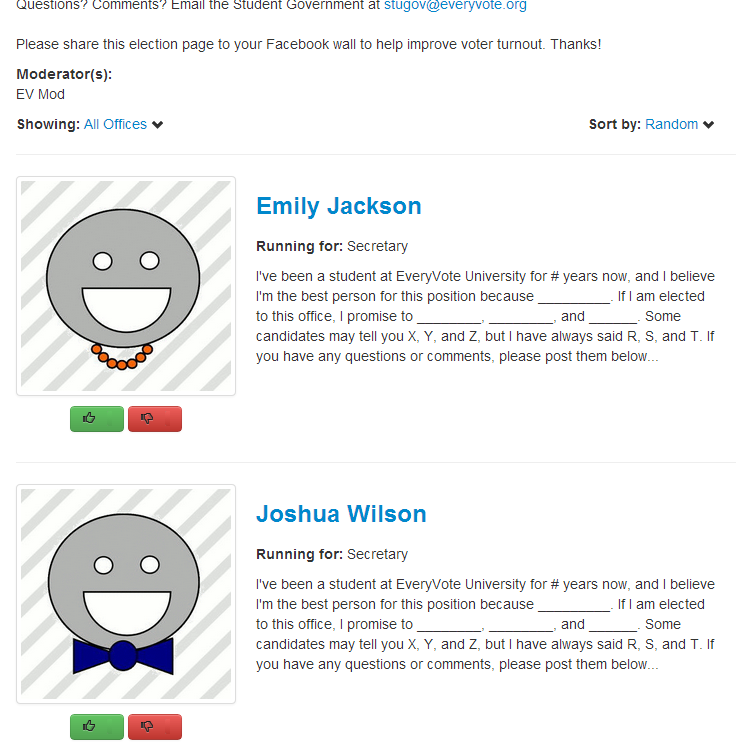 Questions? Comments? Email the Student Government at stugov@everyvote.org
Please share this election page to your Facebook wall to help improve voter turnout. Thanks!
Moderator(s):
EV Mod
Showing: All Offices
Sort by: Random
Emily Jackson
Running for: Secretary
I've been a student at EveryVote University for # years now, and I believe
I'm the best person for this position because _________. If I am elected
to this office, I promise to ________, ________, and ______. Some
candidates may tell you X, Y, and Z, but I have always said R, S, and T. If
you have any questions or comments, please post them below...
Joshua Wilson
Running for: Secretary
I've been a student at EveryVote University for # years now, and I believe
I'm the best person for this position because _________. If I am elected
to this office, I promise to ________, ________, and ______. Some
candidates may tell you X, Y, and Z, but I have always said R, S, and T. If
you have any questions or comments, please post them below...